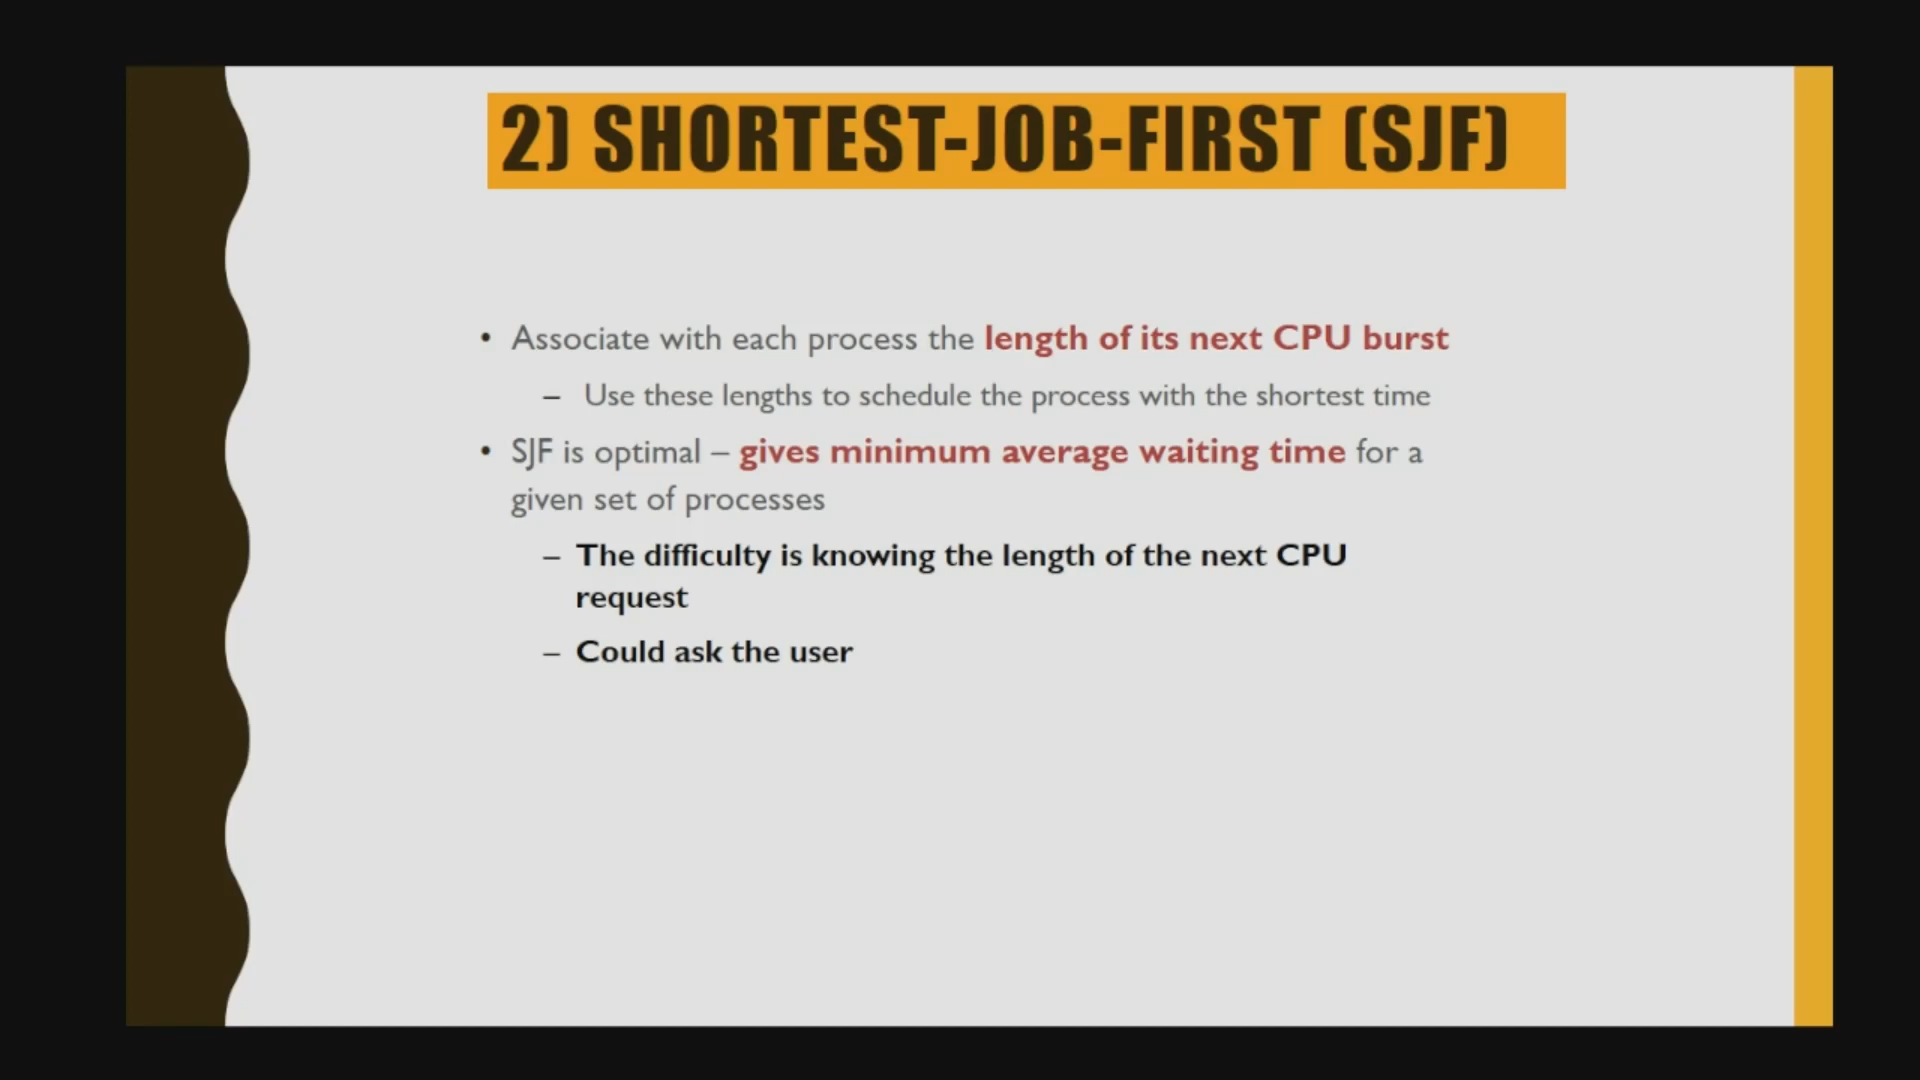 2) SHORTEST-JOB-FIRST (SJF)
• Associate with each process the length of its next CPU burst
– Use these lengths to schedule the process with the shortest time
• SJF is optimal – gives minimum average waiting time for a
given set of processes
– The difficulty is knowing the length of the next CPU
request
– Could ask the user